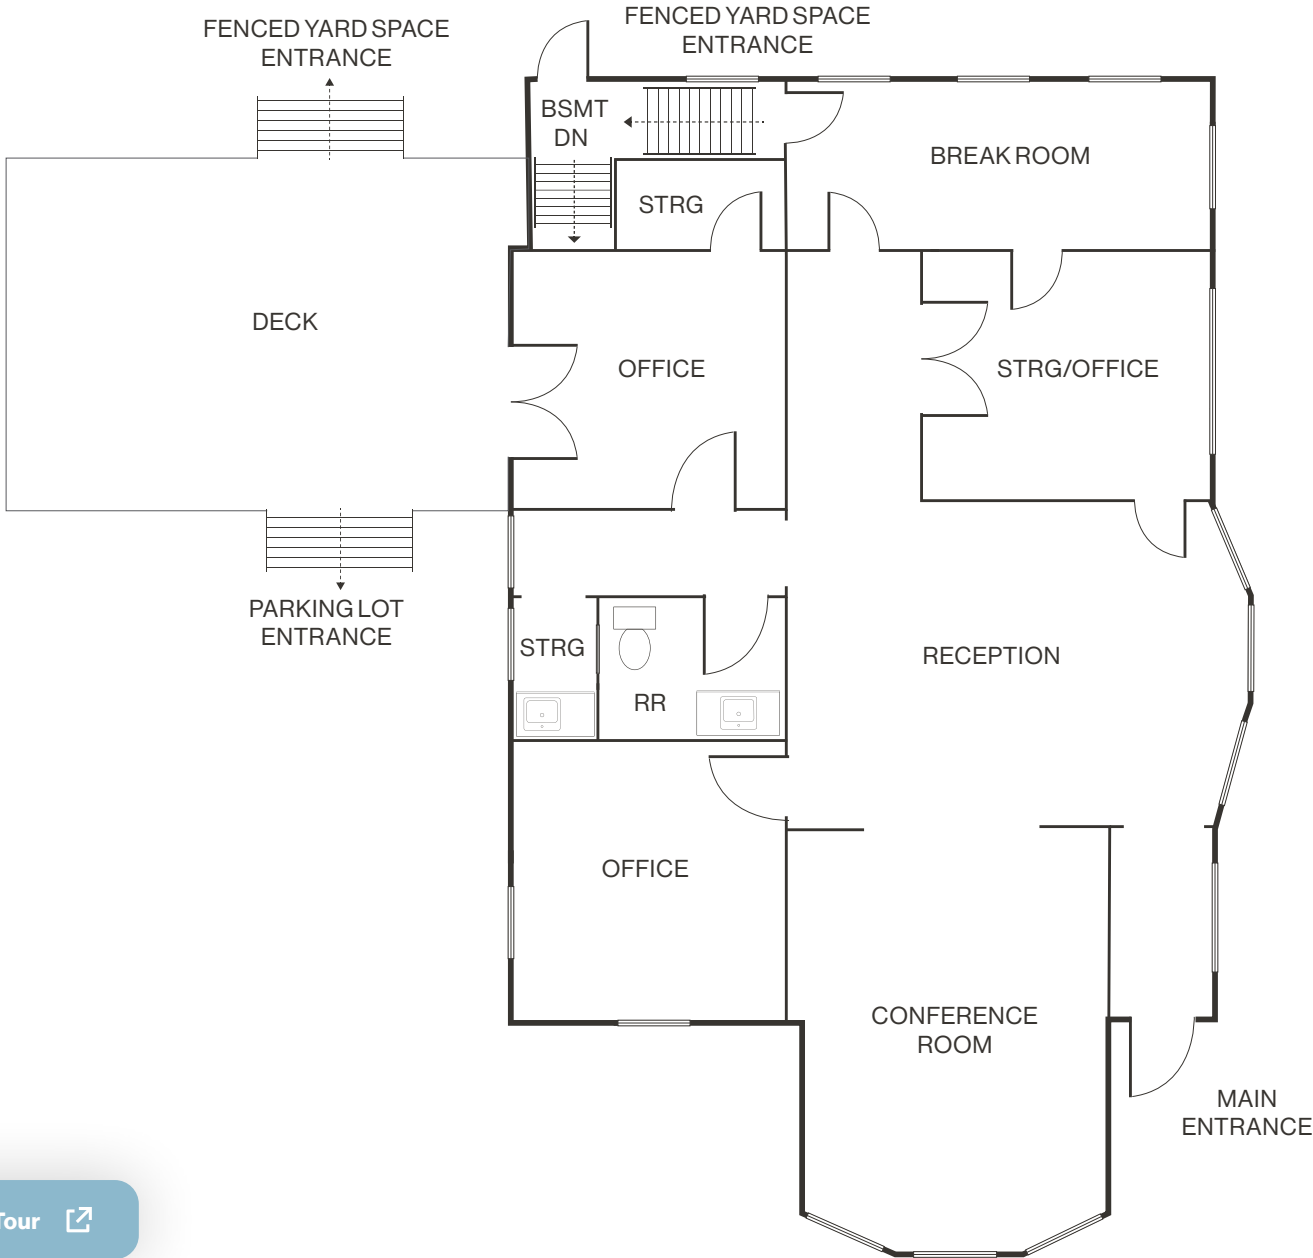 FENCED YARD SPACE
ENTRANCE
FENCED YARD SPACE
ENTRANCE
BSMT
DN
BREAK ROOM
STRG
DECK
OFFICE
STRG/OFFICE
PARKING LOT
ENTRANCE
STRG
RR
RECEPTION
OFFICE
CONFERENCE
ROOM
MAIN
ENTRANCE
Tour